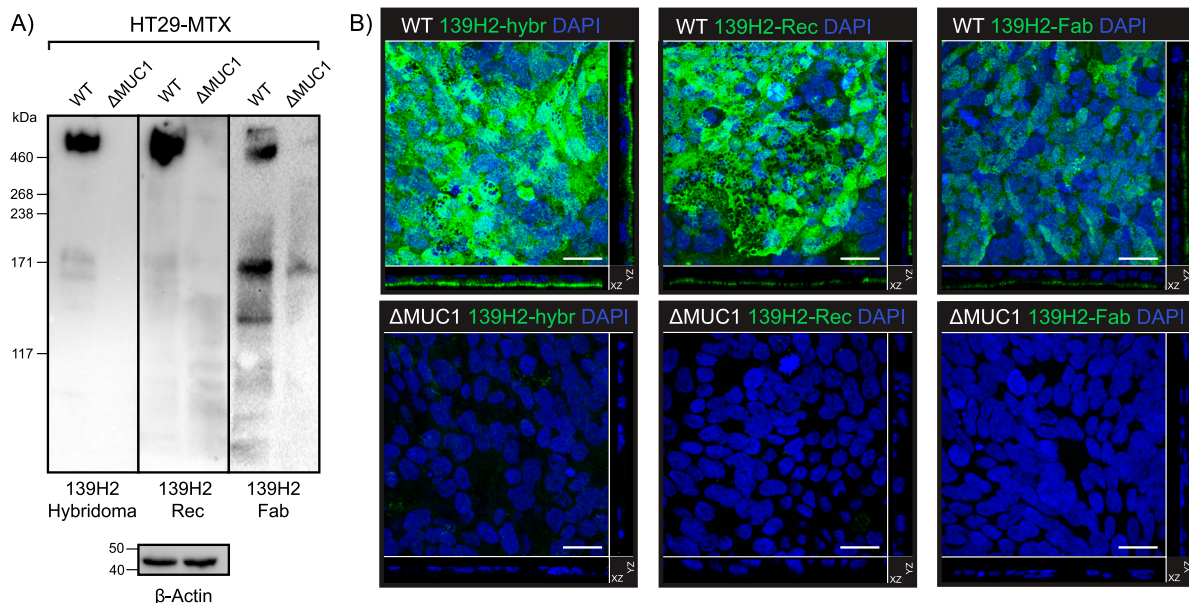 A)
HT29-MTX
WT ΔMUC1 WT ΔMUC1 WT ΔMUC1
kDa
460
268
238
171
117
139H2 Hybridoma
139H2 Rec
139H2 Fab
50
40
β-Actin
B)
WT 139H2-hybr DAPI
XZ YZ
WT 139H2-Rec DAPI
XZ YZ
WT 139H2-Fab DAPI
XZ YZ
ΔMUC1 139H2-hybr DAPI
XZ YZ
ΔMUC1 139H2-Rec DAPI
XZ YZ
ΔMUC1 139H2-Fab DAPI
XZ YZ